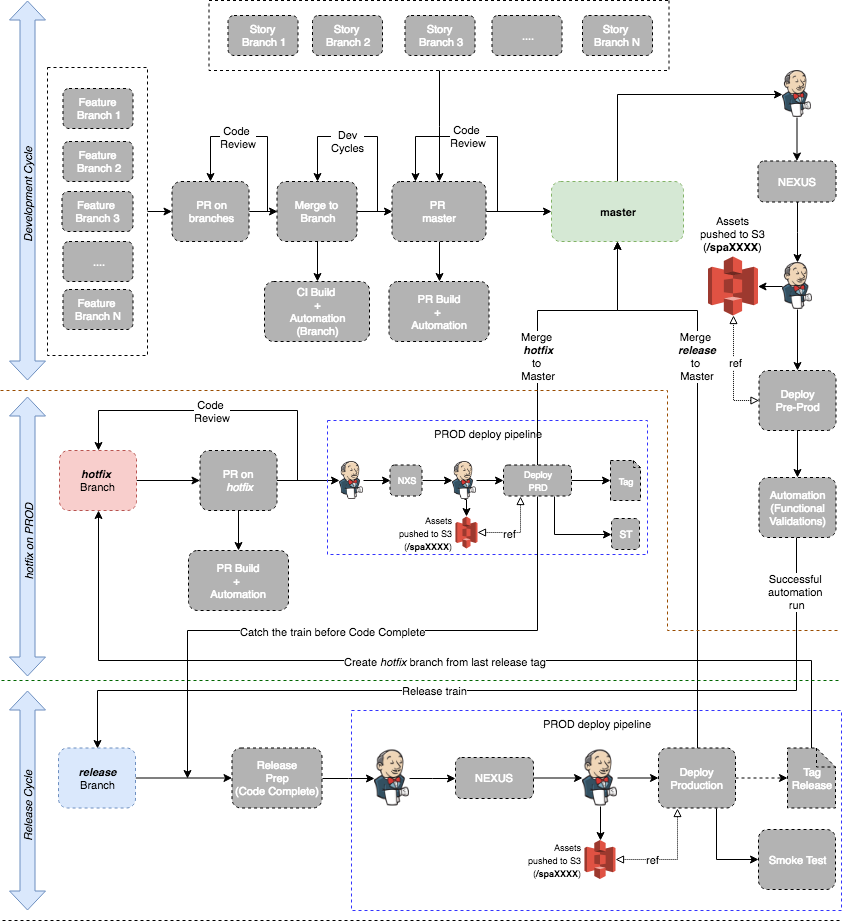 Story
Branch 1
Story
Branch 2
Story
Branch 3
....
Story
Branch N
Development Cycle
Feature
Branch 1
Feature
Branch 2
Feature
Branch 3
....
Feature
Branch N
Code
Review
Dev
Cycles
Code
Review
PR on
branches
Merge to
Branch
PR
master
master
CI Build
+
Automation
(Branch)
PR Build
+
Automation
NEXUS
Assets
pushed to S3
(/spaXXXX)
ref
Merge
hotfix
to
Master
Merge
release
to
Master
Deploy
Pre-Prod
Automation
(Functional
Validations)
Successful
automation
run
hotfix on PROD
Code
Review
hotfix
Branch
PR on
hotfix
PR Build
+
Automation
PROD deploy pipeline
NXS
Deploy
PRD
Tag
Assets
pushed to S3
(/spaXXXX)
ref
ST
Catch the train before Code Complete
Create hotfix branch from last release tag
Release train
Release Cycle
release
Branch
Release
Prep
(Code Complete)
PROD deploy pipeline
NEXUS
Deploy
Production
Tag
Release
Assets
pushed to S3
(/spaXXXX)
ref
Smoke Test